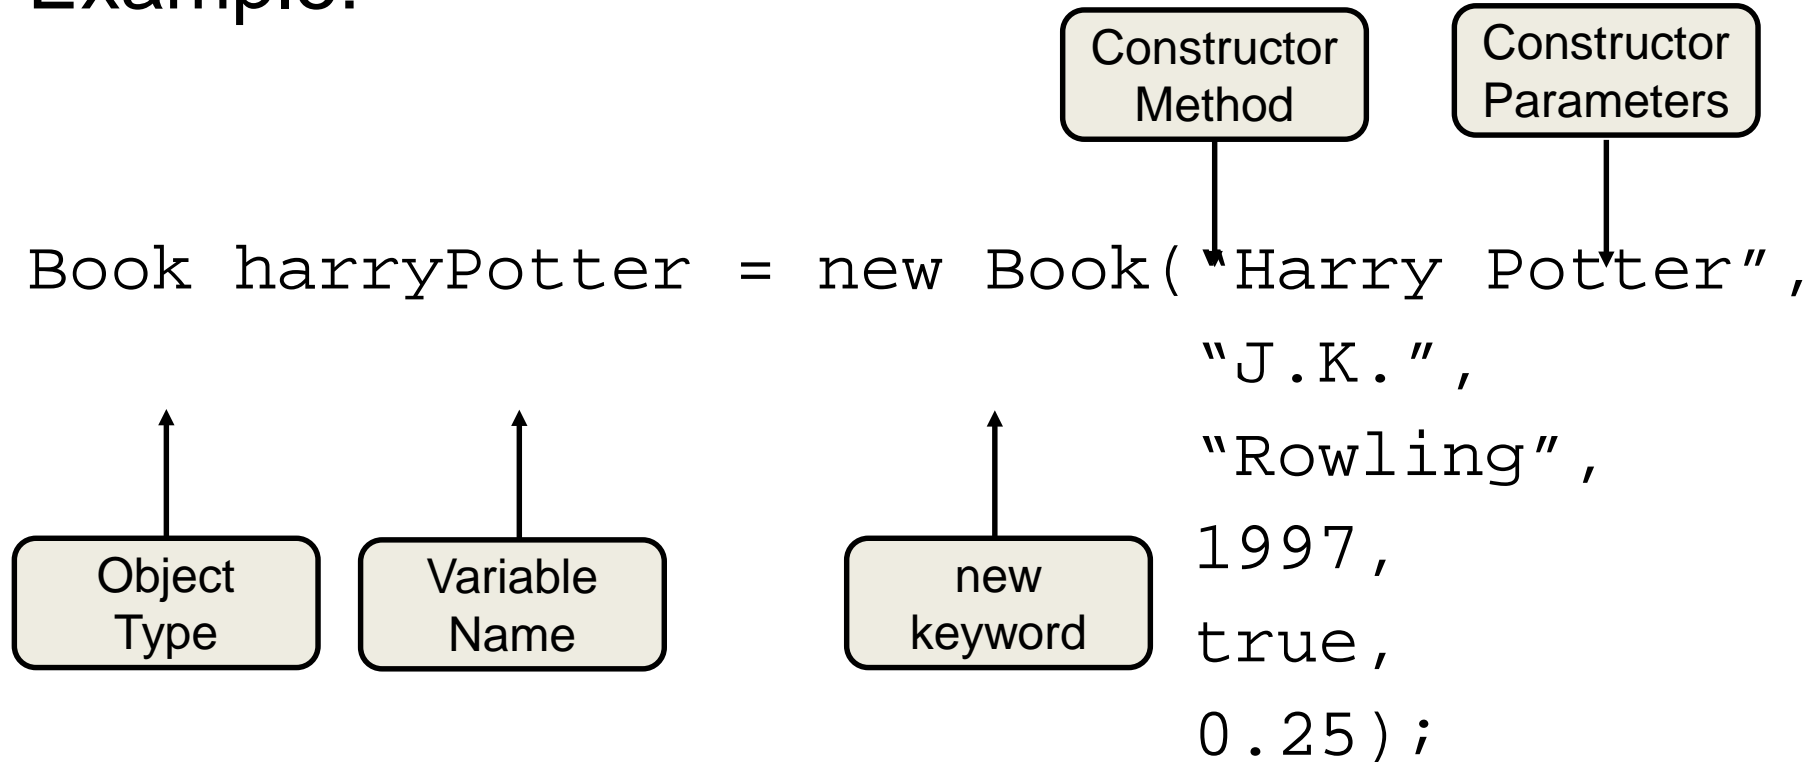 Example:
Constructor
Method
Constructor
Parameters
Book harryPotter = new Book(“Harry Potter”,
“J.K.”,
“Rowling”,
1997,
true,
0.25);
Object
Type
Variable
Name
new
keyword